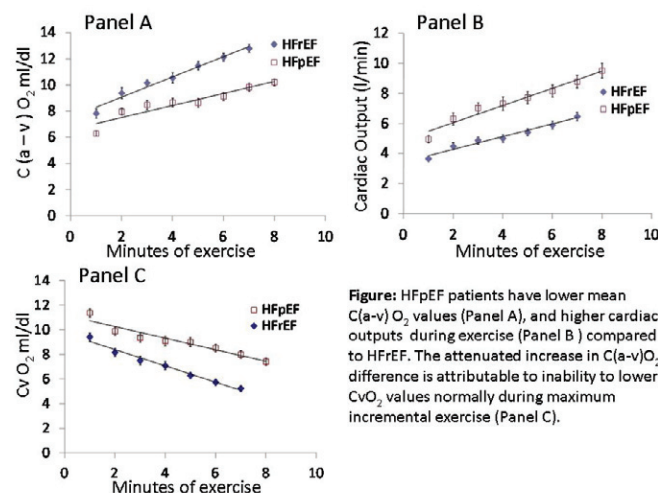 Panel A
C (a – v) O2 ml/dl
14
12
10
8
6
4
2
0
0 2 4 6 8 10
Minutes of exercise
HFrEF
HFpEF
Panel B
Cardiac Output (l/min)
12
10
8
6
4
2
0
0 2 4 6 8 10
Minutes of exercise
HFrEF
HFpEF
Panel C
Cv O2 ml/dl
14
12
10
8
6
4
2
0
0 2 4 6 8 10
Minutes of exercise
HFpEF
HFrEF
Figure: HFpEF patients have lower mean
C(a-v) O2 values (Panel A), and higher cardiac
outputs during exercise (Panel B ) compared
to HFrEF. The attenuated increase in C(a-v)O2
difference is attributable to inability to lower
CvO2 values normally during maximum
incremental exercise (Panel C).